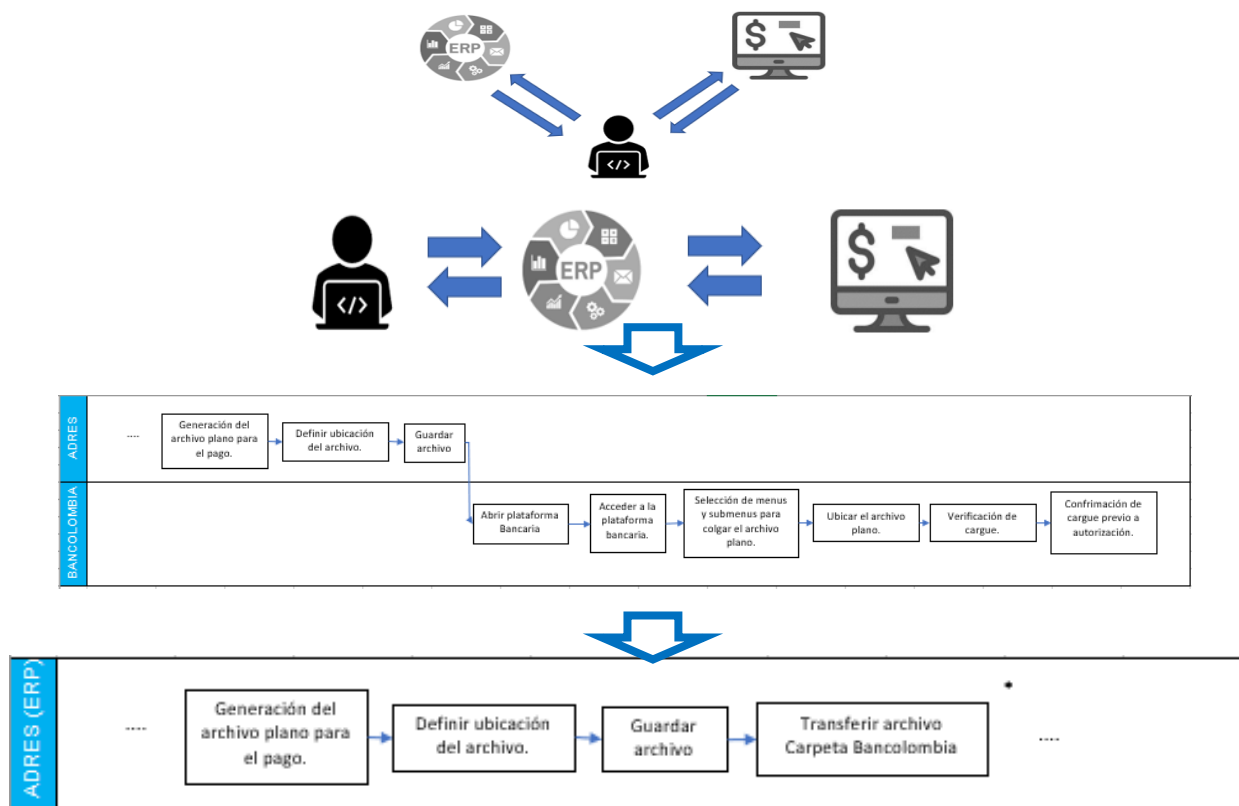 ERP
$
</>
ERP
$
</>
ADRES
....
Generación del
archivo plano para
el pago.
Definir ubicación
del archivo.
Guardar
archivo
BANCOLOMBIA
Abrir plataforma
Bancaria
Acceder a la
plataforma
bancaria.
Selección de menus
y submenus para
colgar el archivo
plano.
Ubicar el archivo
plano.
Verificación de
cargue.
Confrimación de
cargue previo a
autorización.
ADRES (ERP)
....
Generación del
archivo plano para
el pago.
Definir ubicación
del archivo.
Guardar
archivo
Transferir archivo
Carpeta Bancolombia
....